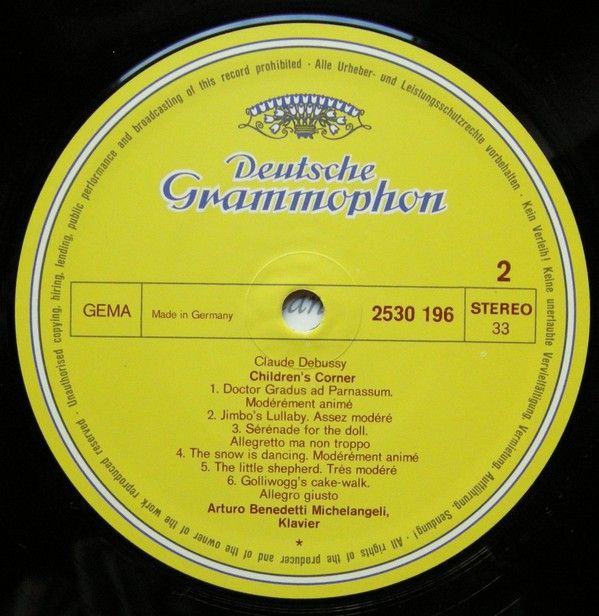 Unauthorised copying, hiring, lending, public performance and broadcasting of this record prohibited · Alle Urheber- und Leistungsschutzrechte vorbehalten · Kein Verleih! Keine unerlaubte Vervielfältigung, Vermietung, Aufführung, Sendung! · All rights of the producer and of the owner of the work reproduced reserved ·
Deutsche
Grammophon
2
GEMA
Made in Germany
2530 196
STEREO
33
Claude Debussy
Children's Corner
1. Doctor Gradus ad Parnassum.
Modérément animé
2. Jimbo's Lullaby. Assez modéré
3. Sérénade for the doll.
Allegretto ma non troppo
4. The snow is dancing. Modérément animé
5. The little shepherd. Très modéré
6. Golliwogg's cake-walk.
Allegro giusto
Arturo Benedetti Michelangeli,
Klavier
*